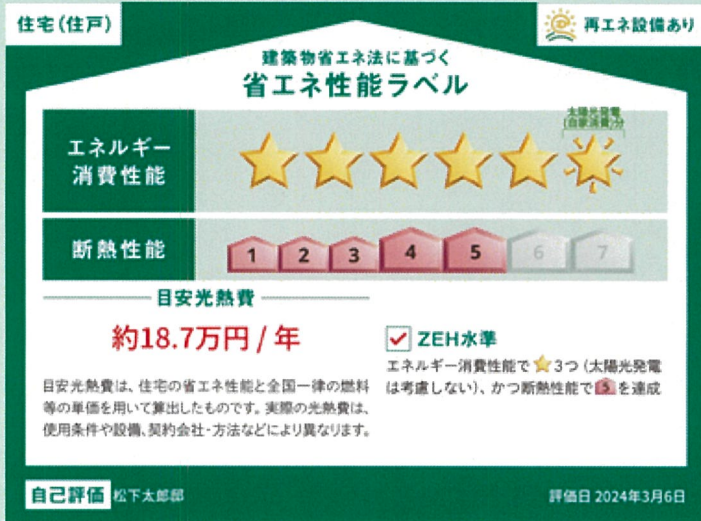 住宅(住戸)
再エネ設備あり
建築物省エネ法に基づく
省エネ性能ラベル
太陽光発電
(自家消費)分
エネルギー
消費性能
断熱性能
1 2 3 4 5 6 7
目安光熱費
約18.7万円 / 年
目安光熱費は、住宅の省エネ性能と全国一律の燃料
等の単価を用いて算出したものです。実際の光熱費は、
使用条件や設備、契約会社・方法などにより異なります。
ZEH水準
エネルギー消費性能で 3つ (太陽光発電
は考慮しない)、かつ断熱性能で 5 を達成
自己評価 松下太郎邸
評価日 2024年3月6日